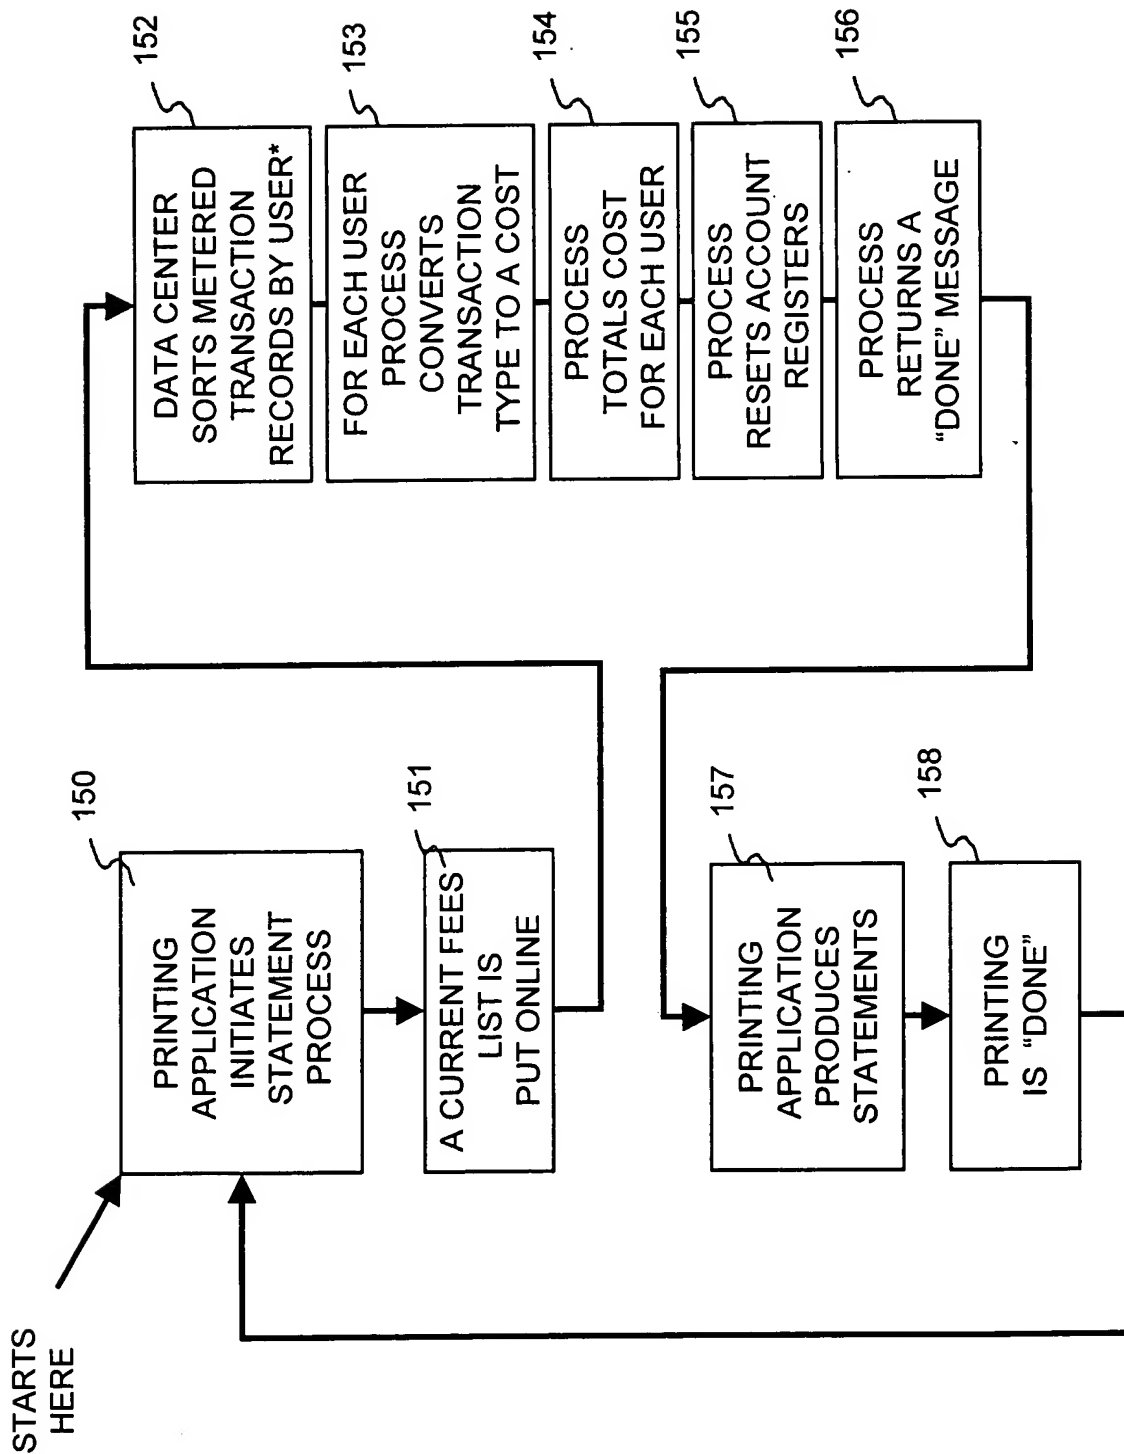 STARTS
HERE
150
PRINTING
APPLICATION
INITIATES
STATEMENT
PROCESS
151
A CURRENT FEES
LIST IS
PUT ONLINE
152
DATA CENTER
SORTS METERED
TRANSACTION
RECORDS BY USER*
153
FOR EACH USER
PROCESS
CONVERTS
TRANSACTION
TYPE TO A COST
154
PROCESS
TOTALS COST
FOR EACH USER
155
PROCESS
RESETS ACCOUNT
REGISTERS
156
PROCESS
RETURNS A
“DONE” MESSAGE
157
PRINTING
APPLICATION
PRODUCES
STATEMENTS
158
PRINTING
IS “DONE”